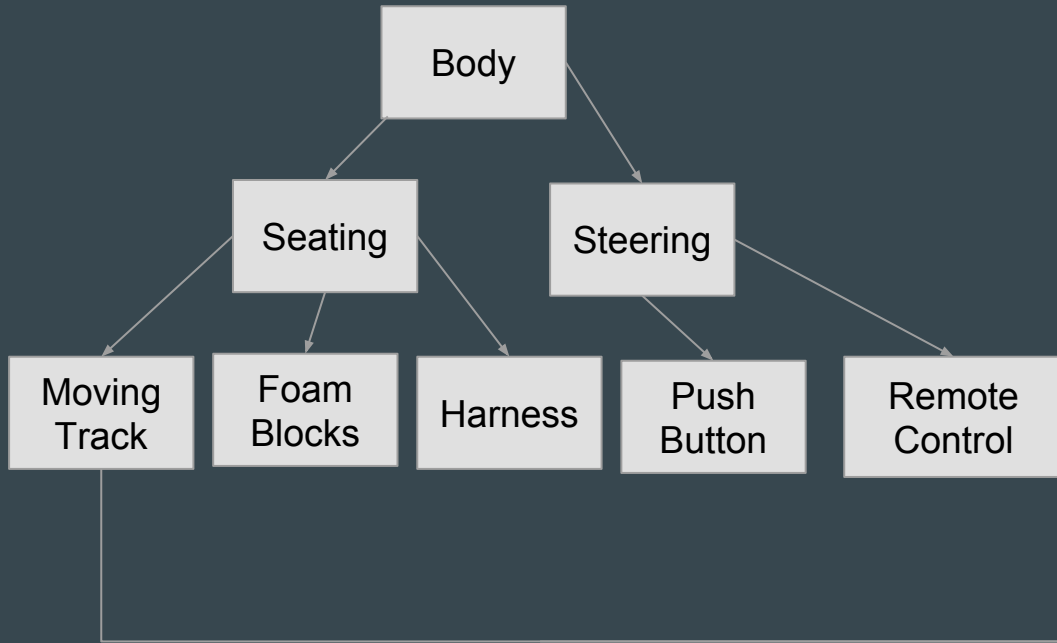 Body
Seating
Steering
Moving
Track
Foam
Blocks
Harness
Push
Button
Remote
Control